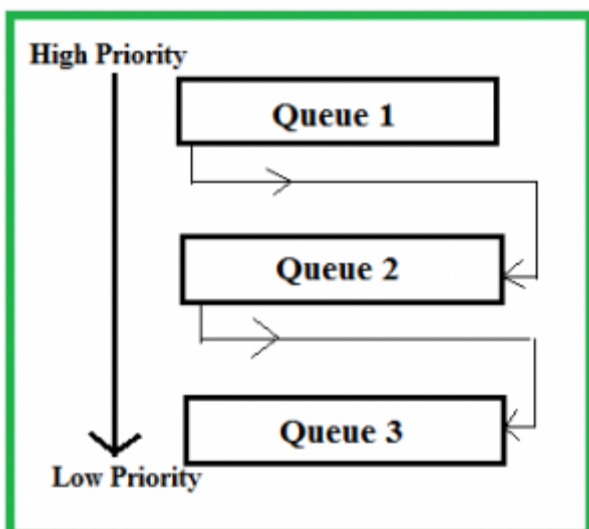 High Priority
Queue 1
Queue 2
Queue 3
Low Priority